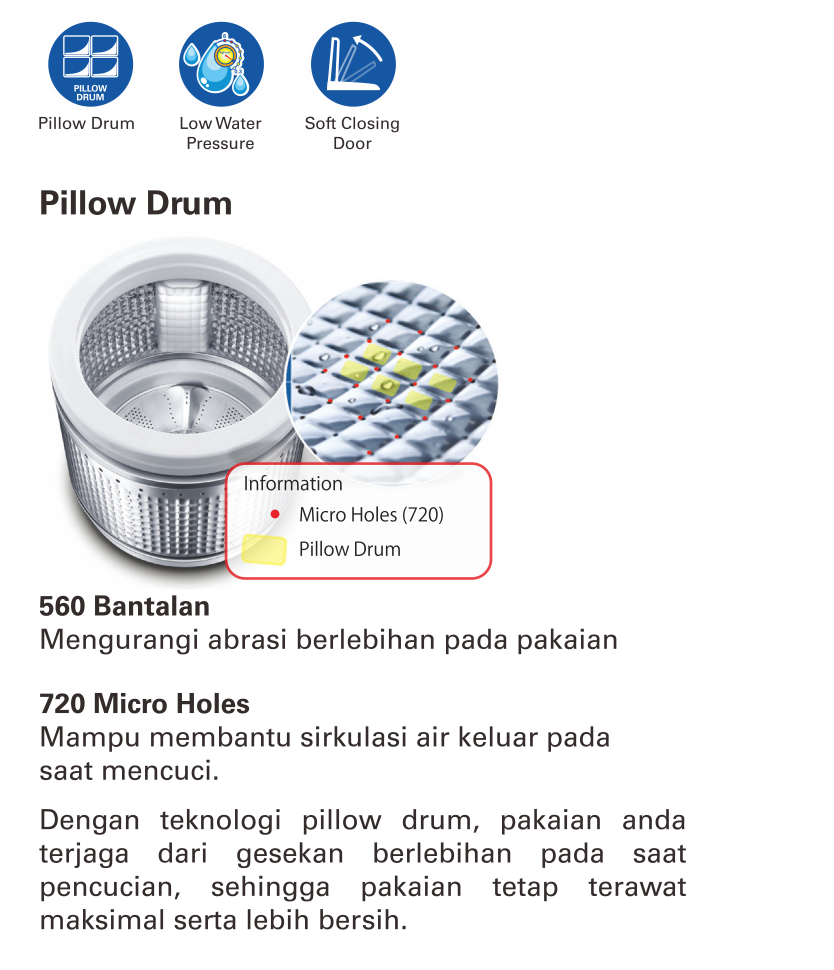 PILLOW
DRUM
Pillow Drum
Low Water
Pressure
Soft Closing
Door
Pillow Drum
Information
Micro Holes (720)
Pillow Drum
560 Bantalan
Mengurangi abrasi berlebihan pada pakaian
720 Micro Holes
Mampu membantu sirkulasi air keluar pada
saat mencuci.
Dengan teknologi pillow drum, pakaian anda
terjaga dari gesekan berlebihan pada saat
pencucian, sehingga pakaian tetap terawat
maksimal serta lebih bersih.